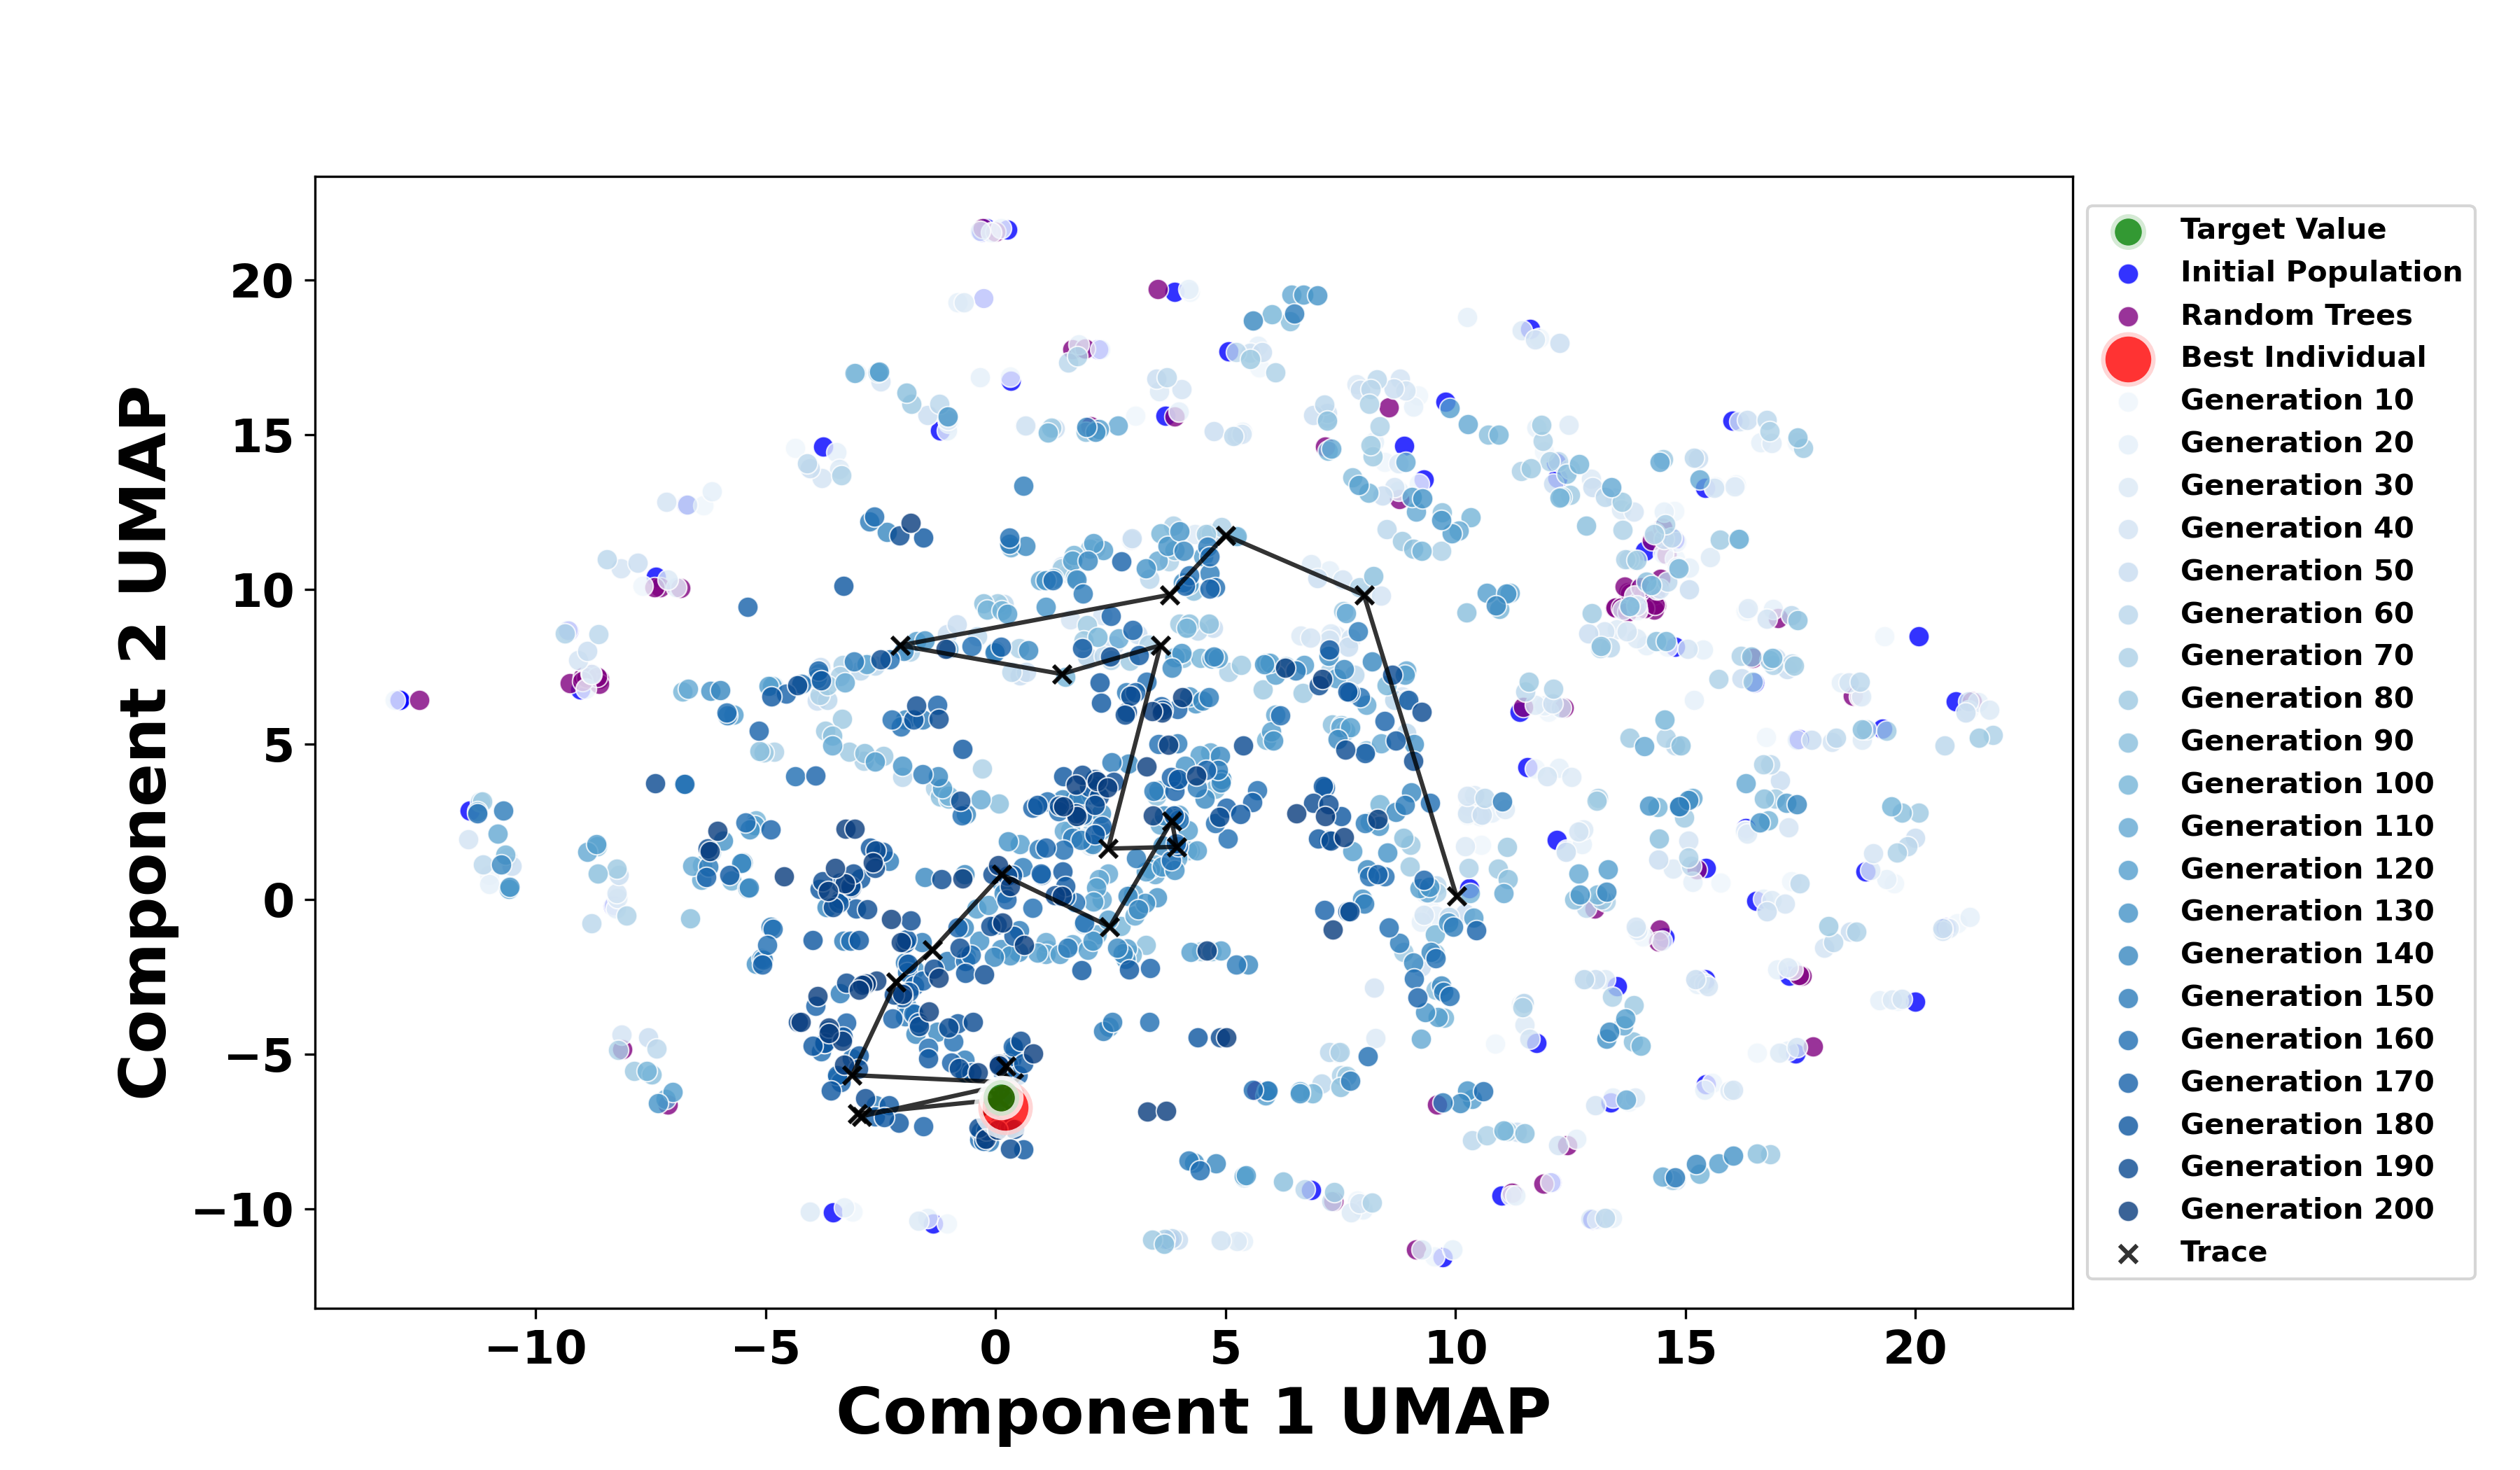 20
15
10
5
0
−5
−10
−10
−5
0
5
10
15
20
Component 1 UMAP
Component 2 UMAP
Target Value
Initial Population
Random Trees
Best Individual
Generation 10
Generation 20
Generation 30
Generation 40
Generation 50
Generation 60
Generation 70
Generation 80
Generation 90
Generation 100
Generation 110
Generation 120
Generation 130
Generation 140
Generation 150
Generation 160
Generation 170
Generation 180
Generation 190
Generation 200
Trace